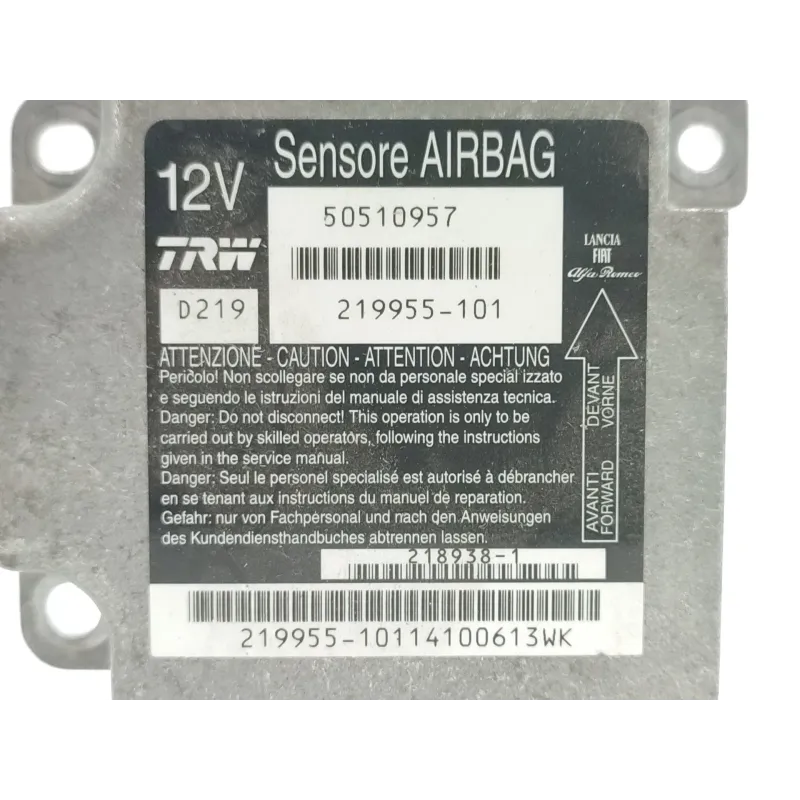 12V
Sensore AIRBAG
50510957
TRW
LANCIA
FIAT
Alfa Romeo
D219
219955-101
ATTENZIONE - CAUTION - ATTENTION - ACHTUNG
Pericolo! Non scollegare se non da personale special izzato
e seguendo le istruzioni del manuale di assistenza tecnica.
Danger: Do not disconnect! This operation is only to be
carried out by skilled operators, following the instructions
given in the service manual.
Danger: Seul le personel spécialisé est autorisé à débrancher
en se tenant aux instructions du manuel de reparation.
Gefahr: nur von Fachpersonal und nach den Anweisungen
des Kundendiensthandbuches abtrennen lassen.
AVANTI DEVANT
FORWARD VORNE
218938-1
219955-10114100613WK